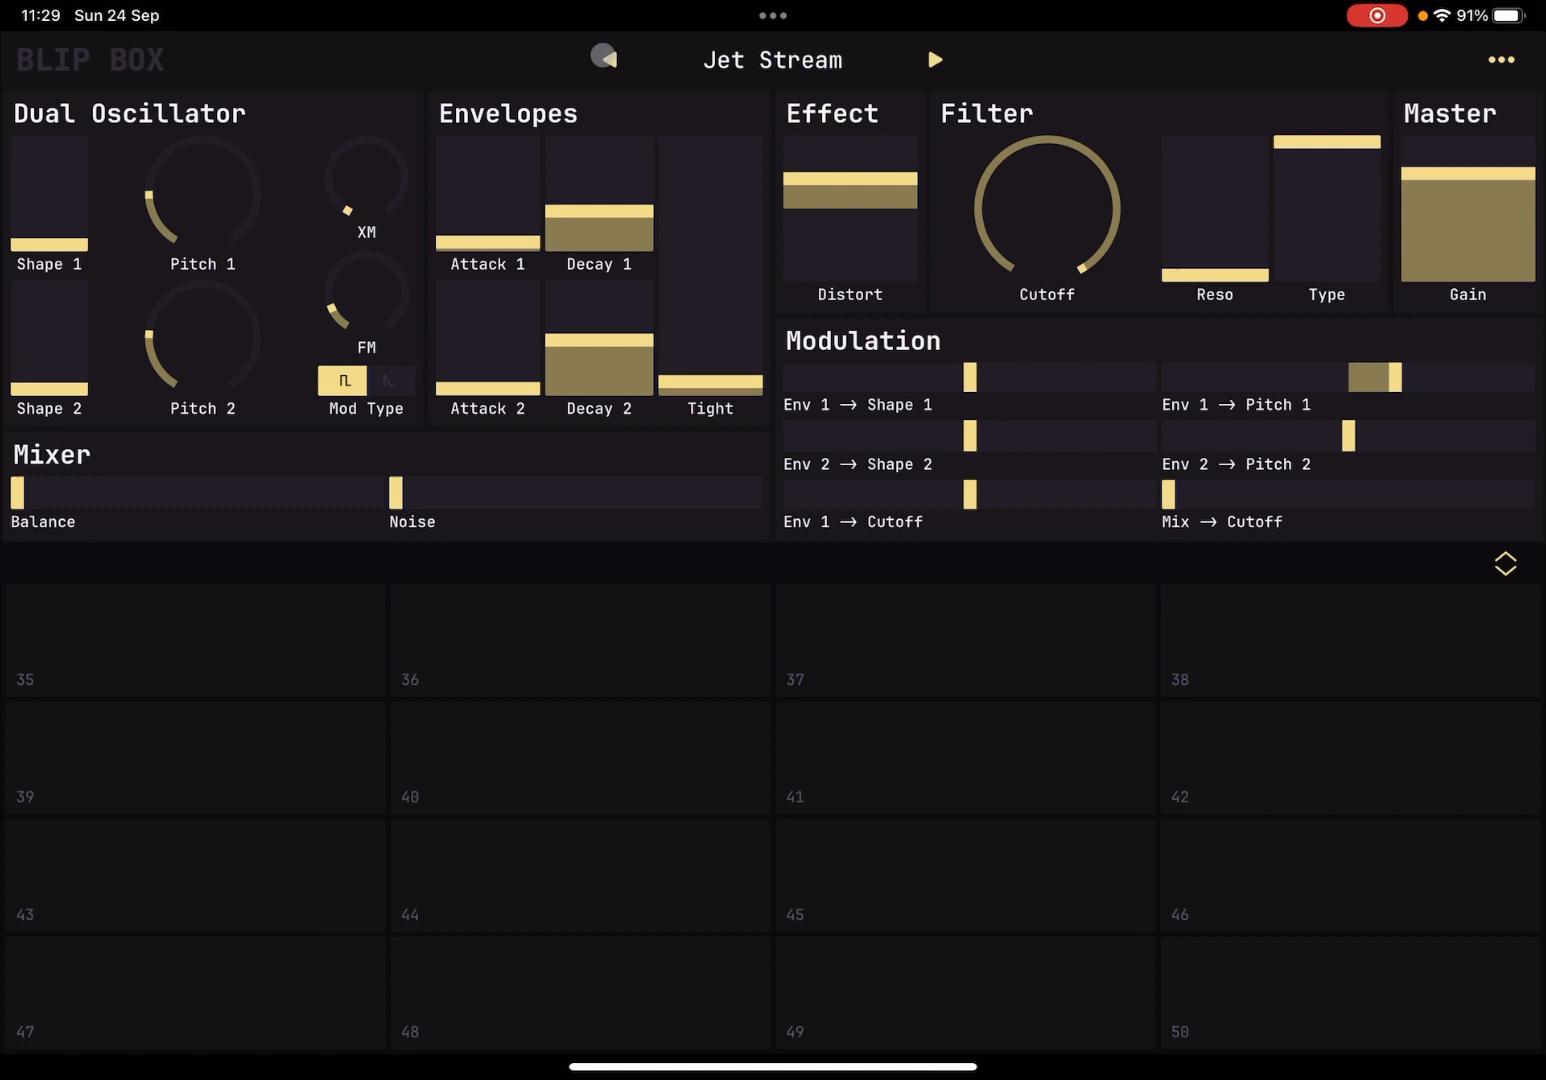 11:29 Sun 24 Sep
91%
BLIP BOX
Jet Stream
Dual Oscillator
Shape 1
Pitch 1
XM
FM
Shape 2
Pitch 2
Mod Type
Envelopes
Attack 1
Decay 1
Attack 2
Decay 2
Tight
Effect
Distort
Filter
Cutoff
Reso
Type
Master
Gain
Mixer
Balance
Noise
Modulation
Env 1 → Shape 1
Env 1 → Pitch 1
Env 2 → Shape 2
Env 2 → Pitch 2
Env 1 → Cutoff
Mix → Cutoff
35 36 37 38
39 40 41 42
43 44 45 46
47 48 49 50